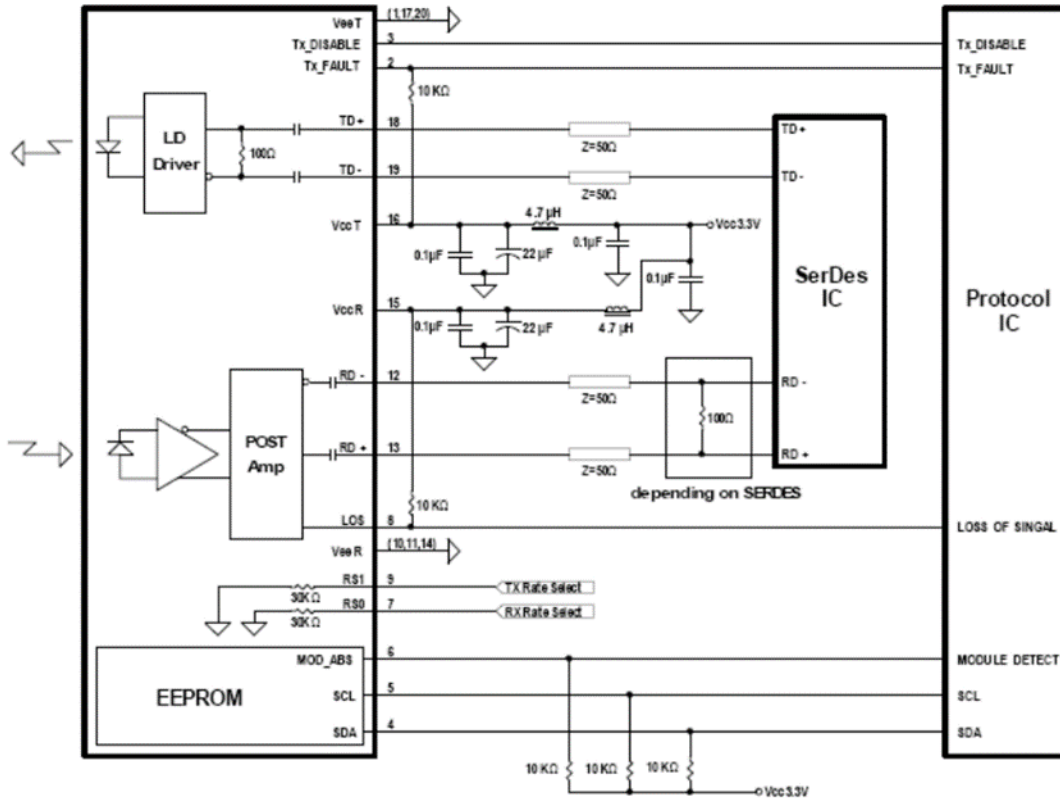 VeeT (1,17,20)
Tx_DISABLE 3 Tx_DISABLE
Tx_FAULT 2 Tx_FAULT
10 KΩ
LD
Driver
100Ω
TD+ 18 Z=50Ω TD+
TD- 19 Z=50Ω TD-
VccT 16 4.7 µH Vcc3.3V
0.1µF 22 µF 0.1µF 0.1µF
SerDes
IC
Protocol
IC
VccR 15
0.1µF 22 µF 4.7 µH
POST
Amp
RD - 12 Z=50Ω RD -
100Ω
RD + 13 Z=50Ω RD +
depending on SERDES
10 KΩ
LOS 8 LOSS OF SINGAL
VeeR (10,11,14)
RS1 9 TX Rate Select
30KΩ
RS0 7 RX Rate Select
30KΩ
EEPROM
MOD_ABS 6 MODULE DETECT
SCL 5 SCL
SDA 4 SDA
10 KΩ 10 KΩ 10 KΩ
Vcc3.3V